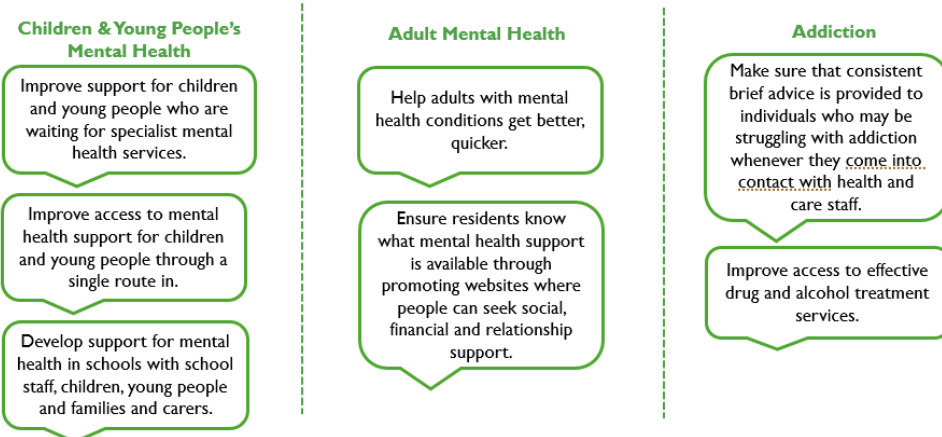 Children & Young People's
Mental Health
Improve support for children
and young people who are
waiting for specialist mental
health services.
Improve access to mental
health support for children
and young people through a
single route in.
Develop support for mental
health in schools with school
staff, children, young people
and families and carers.
Adult Mental Health
Help adults with mental
health conditions get better,
quicker.
Ensure residents know
what mental health support
is available through
promoting websites where
people can seek social,
financial and relationship
support.
Addiction
Make sure that consistent
brief advice is provided to
individuals who may be
struggling with addiction
whenever they come into
contact with health and
care staff.
Improve access to effective
drug and alcohol treatment
services.